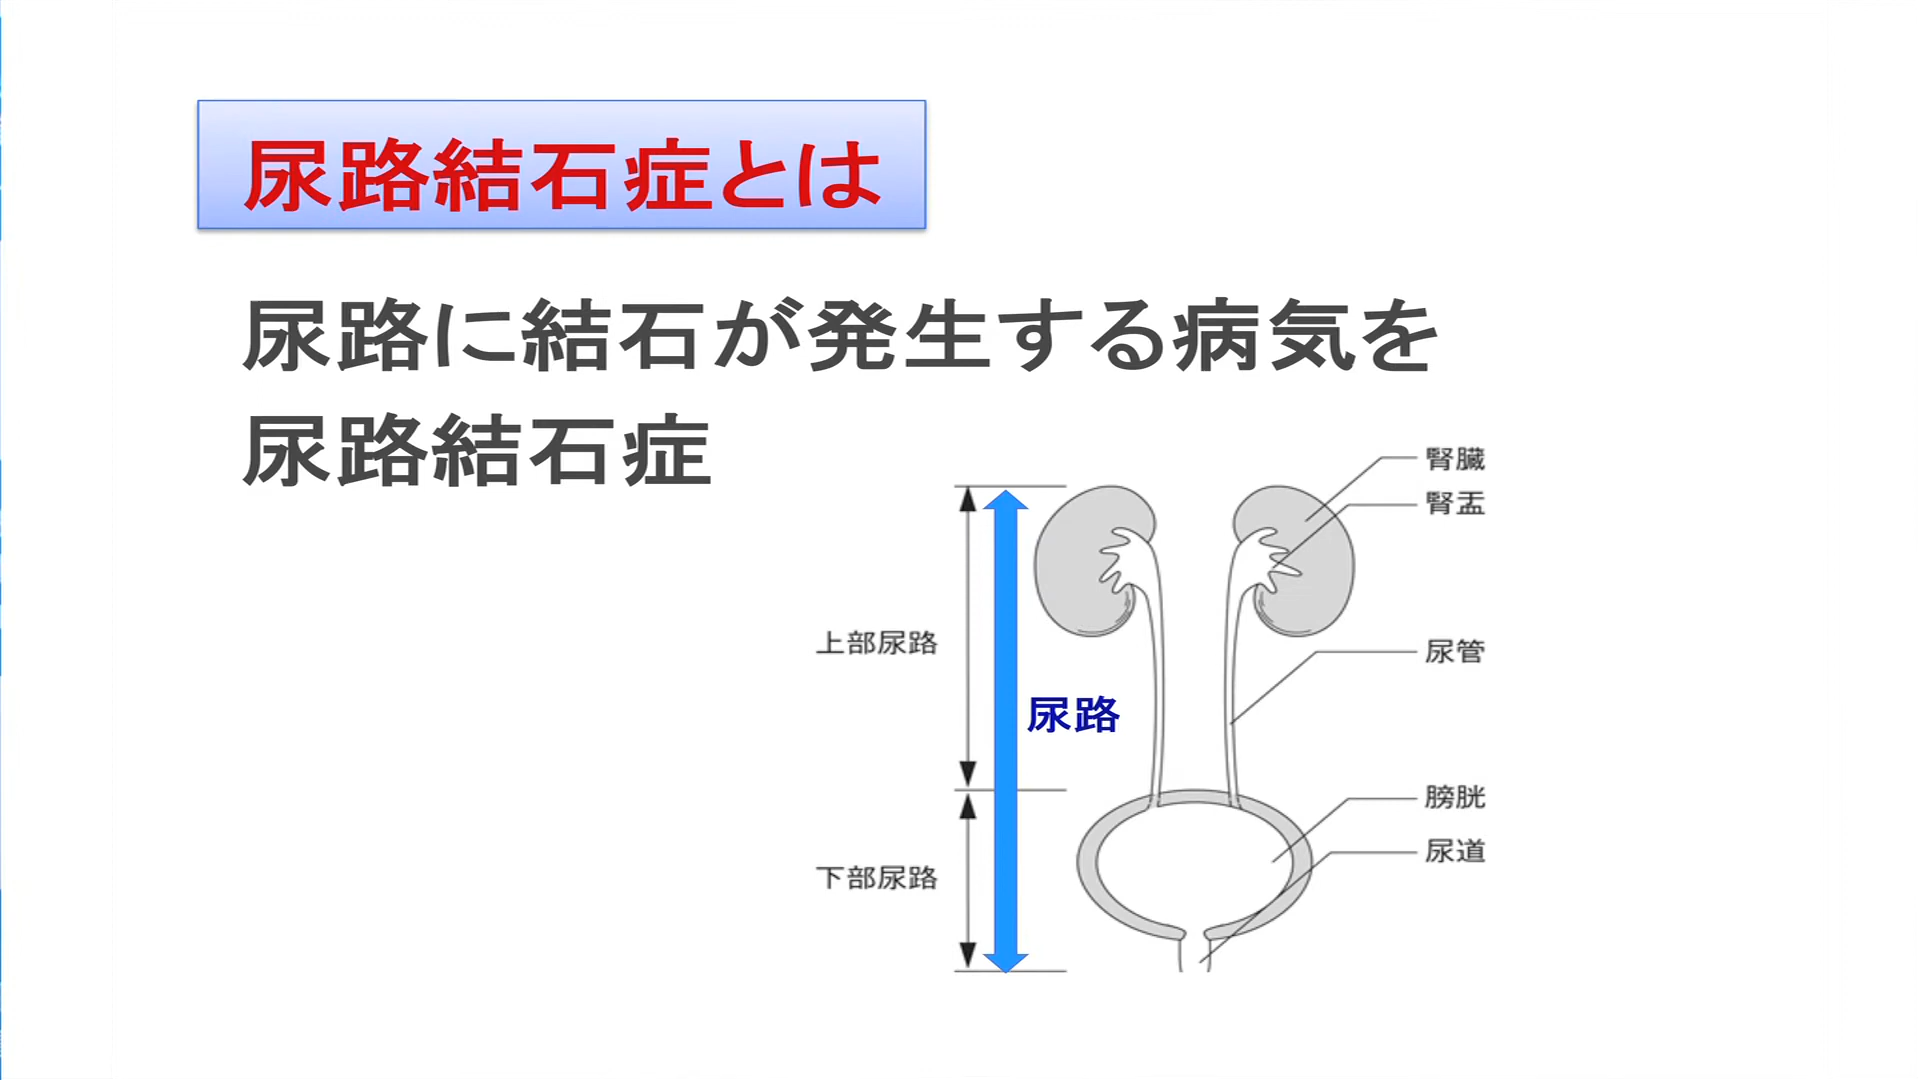 尿路結石症とは
尿路に結石が発生する病気を
尿路結石症
腎臓
腎盂
上部尿路
尿管
尿路
膀胱
尿道
下部尿路